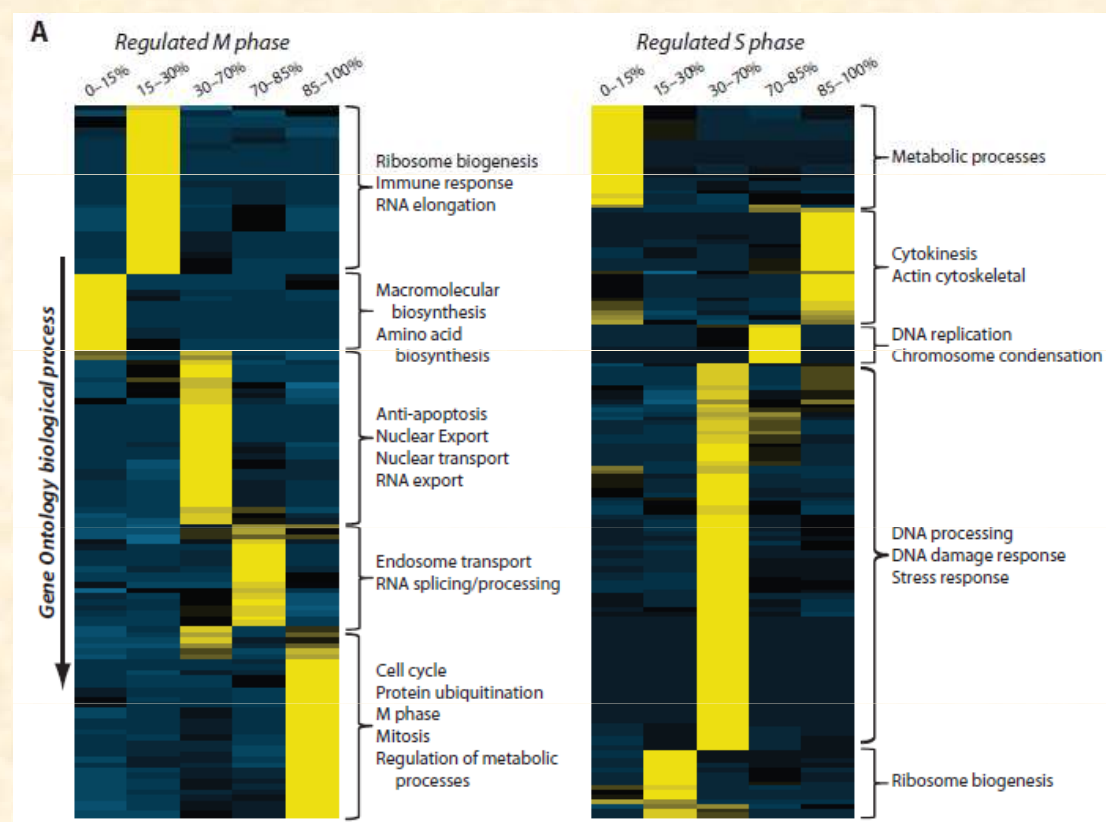 A
Regulated M phase
0–15%
15–30%
30–70%
70–85%
85–100%
Gene Ontology biological process
Ribosome biogenesis
Immune response
RNA elongation
Macromolecular
biosynthesis
Amino acid
biosynthesis
Anti-apoptosis
Nuclear Export
Nuclear transport
RNA export
Endosome transport
RNA splicing/processing
Cell cycle
Protein ubiquitination
M phase
Mitosis
Regulation of metabolic
processes
Regulated S phase
0–15%
15–30%
30–70%
70–85%
85–100%
Metabolic processes
Cytokinesis
Actin cytoskeletal
DNA replication
Chromosome condensation
DNA processing
DNA damage response
Stress response
Ribosome biogenesis